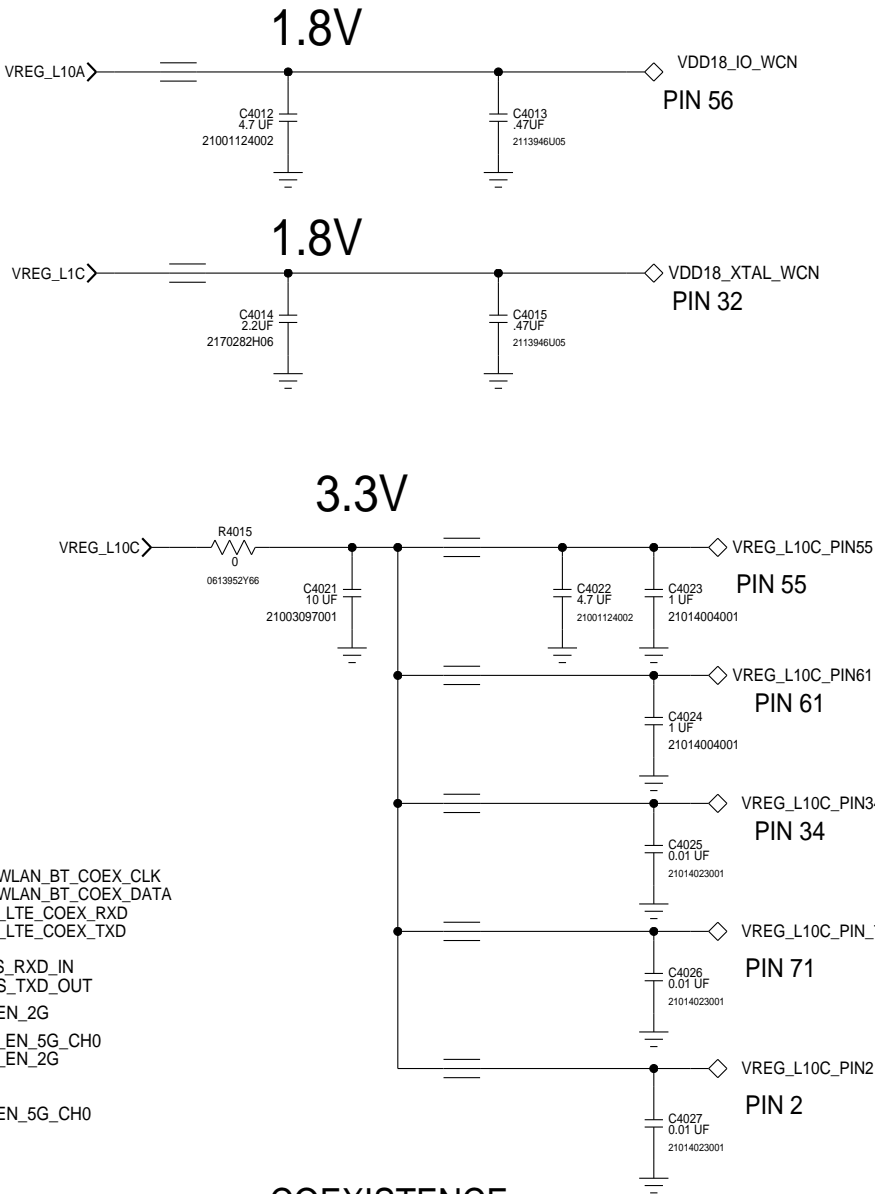 1.8V
VREG_L10A
VDD18_IO_WCN
PIN 56
C4012
4.7 UF
21001124002
C4013
.47UF
2113946U05
1.8V
VREG_L1C
VDD18_XTAL_WCN
PIN 32
C4014
2.2UF
2170282H06
C4015
.47UF
2113946U05
3.3V
VREG_L10C
R4015
0
0613952Y66
VREG_L10C_PIN55
PIN 55
C4021
10 UF
21003097001
C4022
4.7 UF
21001124002
C4023
1 UF
21014004001
VREG_L10C_PIN61
PIN 61
C4024
1 UF
21014004001
VREG_L10C_PIN34
PIN 34
C4025
0.01 UF
21014023001
WLAN_BT_COEX_CLK
WLAN_BT_COEX_DATA
_LTE_COEX_RXD
_LTE_COEX_TXD
S_RXD_IN
S_TXD_OUT
EN_2G
_EN_5G_CH0
_EN_2G
EN_5G_CH0
VREG_L10C_PIN_
PIN 71
C4026
0.01 UF
21014023001
VREG_L10C_PIN2
PIN 2
C4027
0.01 UF
21014023001
COEXISTENCE